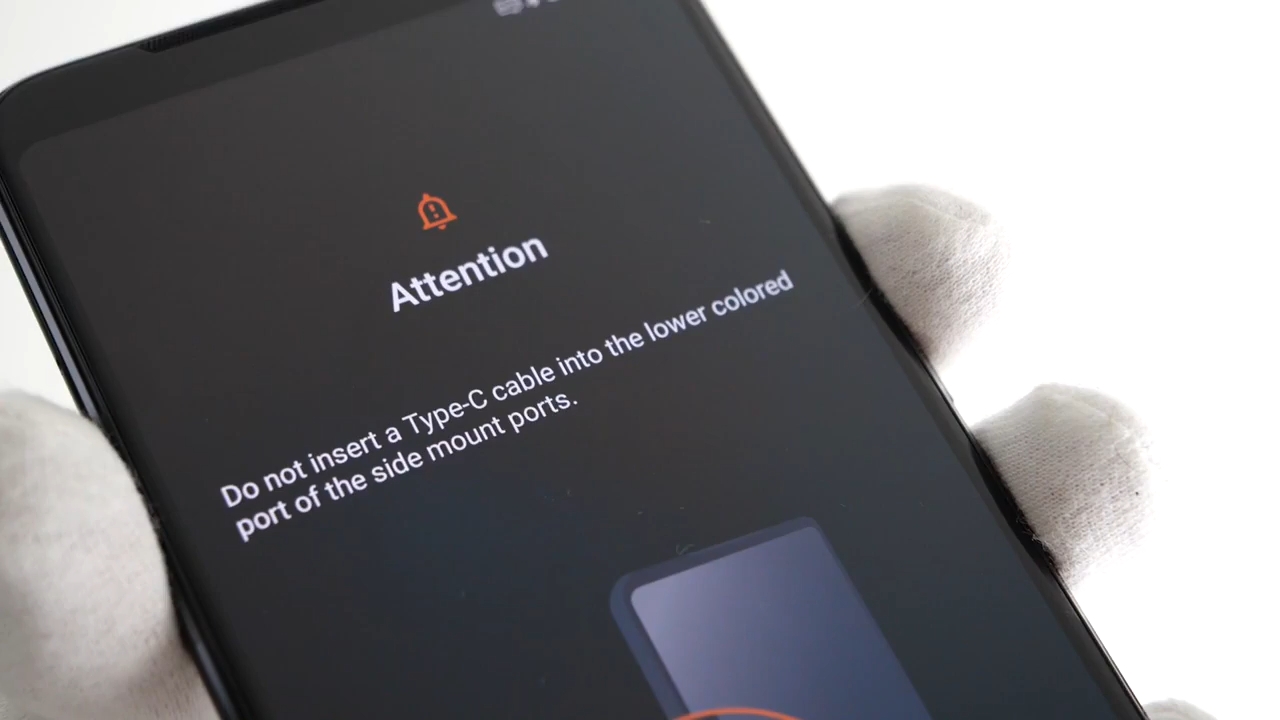 Attention
Do not insert a Type-C cable into the lower colored
port of the side mount ports.